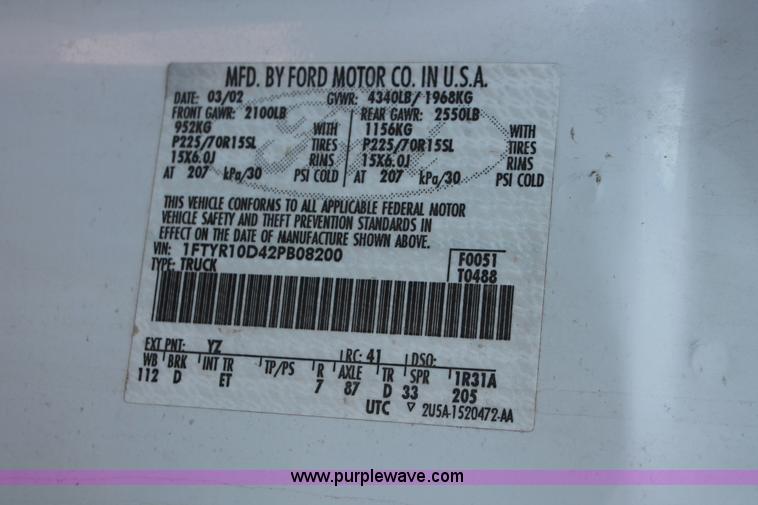 MFD. BY FORD MOTOR CO. IN U.S.A.
DATE: 03/02 GVWR: 4340LB/ 1968KG
FRONT GAWR: 2100LB REAR GAWR: 2550LB
952KG WITH 1156KG WITH
P225/70R15SL TIRES P225/70R15SL TIRES
15X6.0J RIMS 15X6.0J RIMS
AT 207 kPa/30 PSI COLD AT 207 kPa/30 PSI COLD
THIS VEHICLE CONFORMS TO ALL APPLICABLE FEDERAL MOTOR
VEHICLE SAFETY AND THEFT PREVENTION STANDARDS IN
EFFECT ON THE DATE OF MANUFACTURE SHOWN ABOVE.
VIN: 1FTYR10D42PB08200 F0051
TYPE: TRUCK T0488
EXT PNT: YZ RC: 41 DSO:
WB BRK INT TR TP/PS R AXLE TR SPR 1R31A
112 D ET 7 87 D 33 205
UTC ▽ 2U5A-1520472-AA
Ford
www.purplewave.com